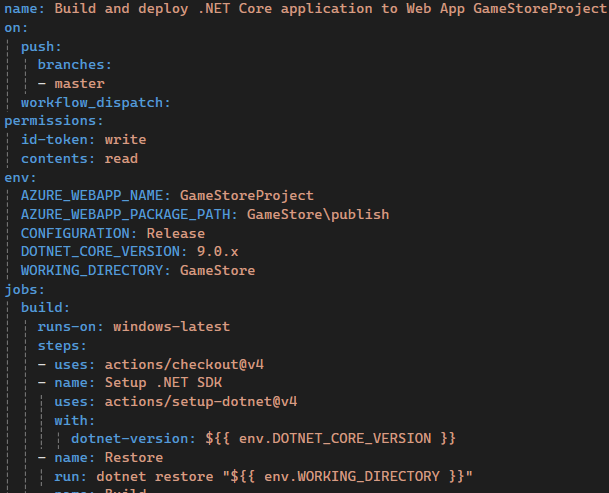 name: Build and deploy .NET Core application to Web App GameStoreProject
on:
  push:
    branches:
    - master
  workflow_dispatch:
permissions:
  id-token: write
  contents: read
env:
  AZURE_WEBAPP_NAME: GameStoreProject
  AZURE_WEBAPP_PACKAGE_PATH: GameStore\publish
  CONFIGURATION: Release
  DOTNET_CORE_VERSION: 9.0.x
  WORKING_DIRECTORY: GameStore
jobs:
  build:
    runs-on: windows-latest
    steps:
    - uses: actions/checkout@v4
    - name: Setup .NET SDK
      uses: actions/setup-dotnet@v4
      with:
        dotnet-version: ${{ env.DOTNET_CORE_VERSION }}
    - name: Restore
      run: dotnet restore "${{ env.WORKING_DIRECTORY }}"
    - name: Build